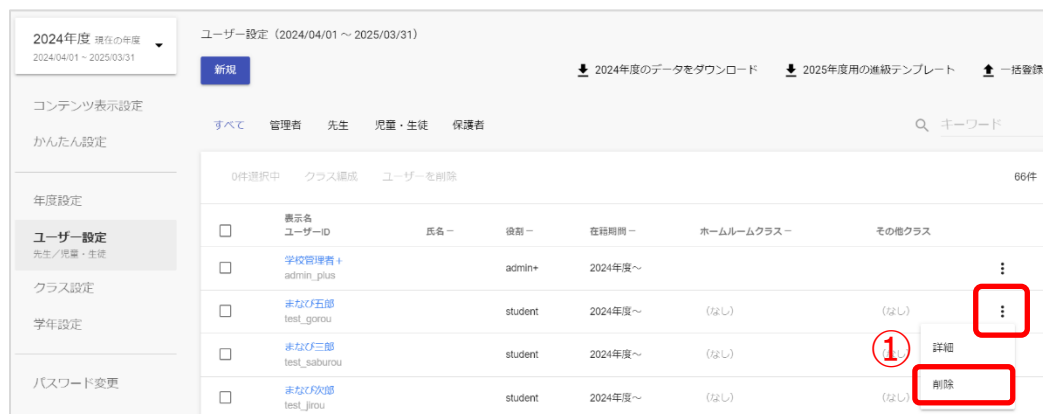 2024年度 現在の年度
2024/04/01 ~ 2025/03/31
コンテンツ表示設定
かんたん設定
年度設定
ユーザー設定
先生／児童・生徒
クラス設定
学年設定
パスワード変更
ユーザー設定（2024/04/01 ～ 2025/03/31）
新規
2024年度のデータをダウンロード 2025年度用の進級テンプレート 一括登録
すべて 管理者 先生 児童・生徒 保護者 キーワード
0件選択中 クラス編成 ユーザーを削除 66件
表示名
ユーザーID 氏名 役割 在籍期間 ホームルームクラス その他クラス
学校管理者+ admin+ 2024年度～
admin_plus
まなび五郎 student 2024年度～ （なし） （なし）
test_gorou
まなび三郎 student 2024年度～ （なし）
test_saburou
まなび次郎 student 2024年度～ （なし） （なし）
test_jirou
①
詳細
削除